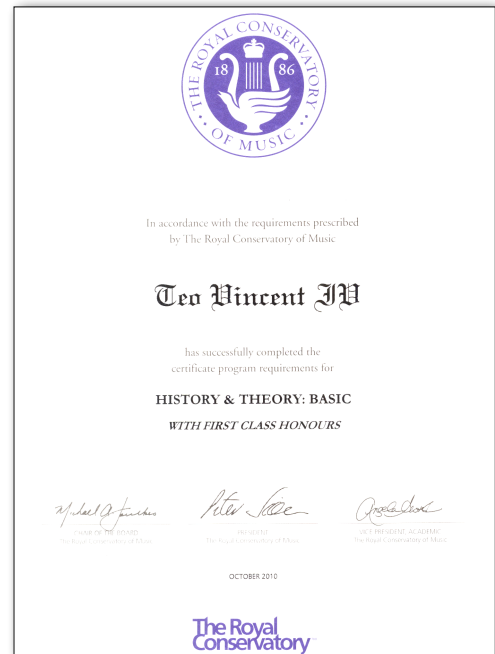 THE ROYAL CONSERVATORY
18 86
OF MUSIC
In accordance with the requirements prescribed
by The Royal Conservatory of Music
Teo Vincent IV
has successfully completed the
certificate program requirements for
HISTORY & THEORY: BASIC
WITH FIRST CLASS HONOURS
CHAIR OF THE BOARD
The Royal Conservatory of Music
PRESIDENT
The Royal Conservatory of Music
VICE PRESIDENT, ACADEMIC
The Royal Conservatory of Music
OCTOBER 2010
The Royal
Conservatory